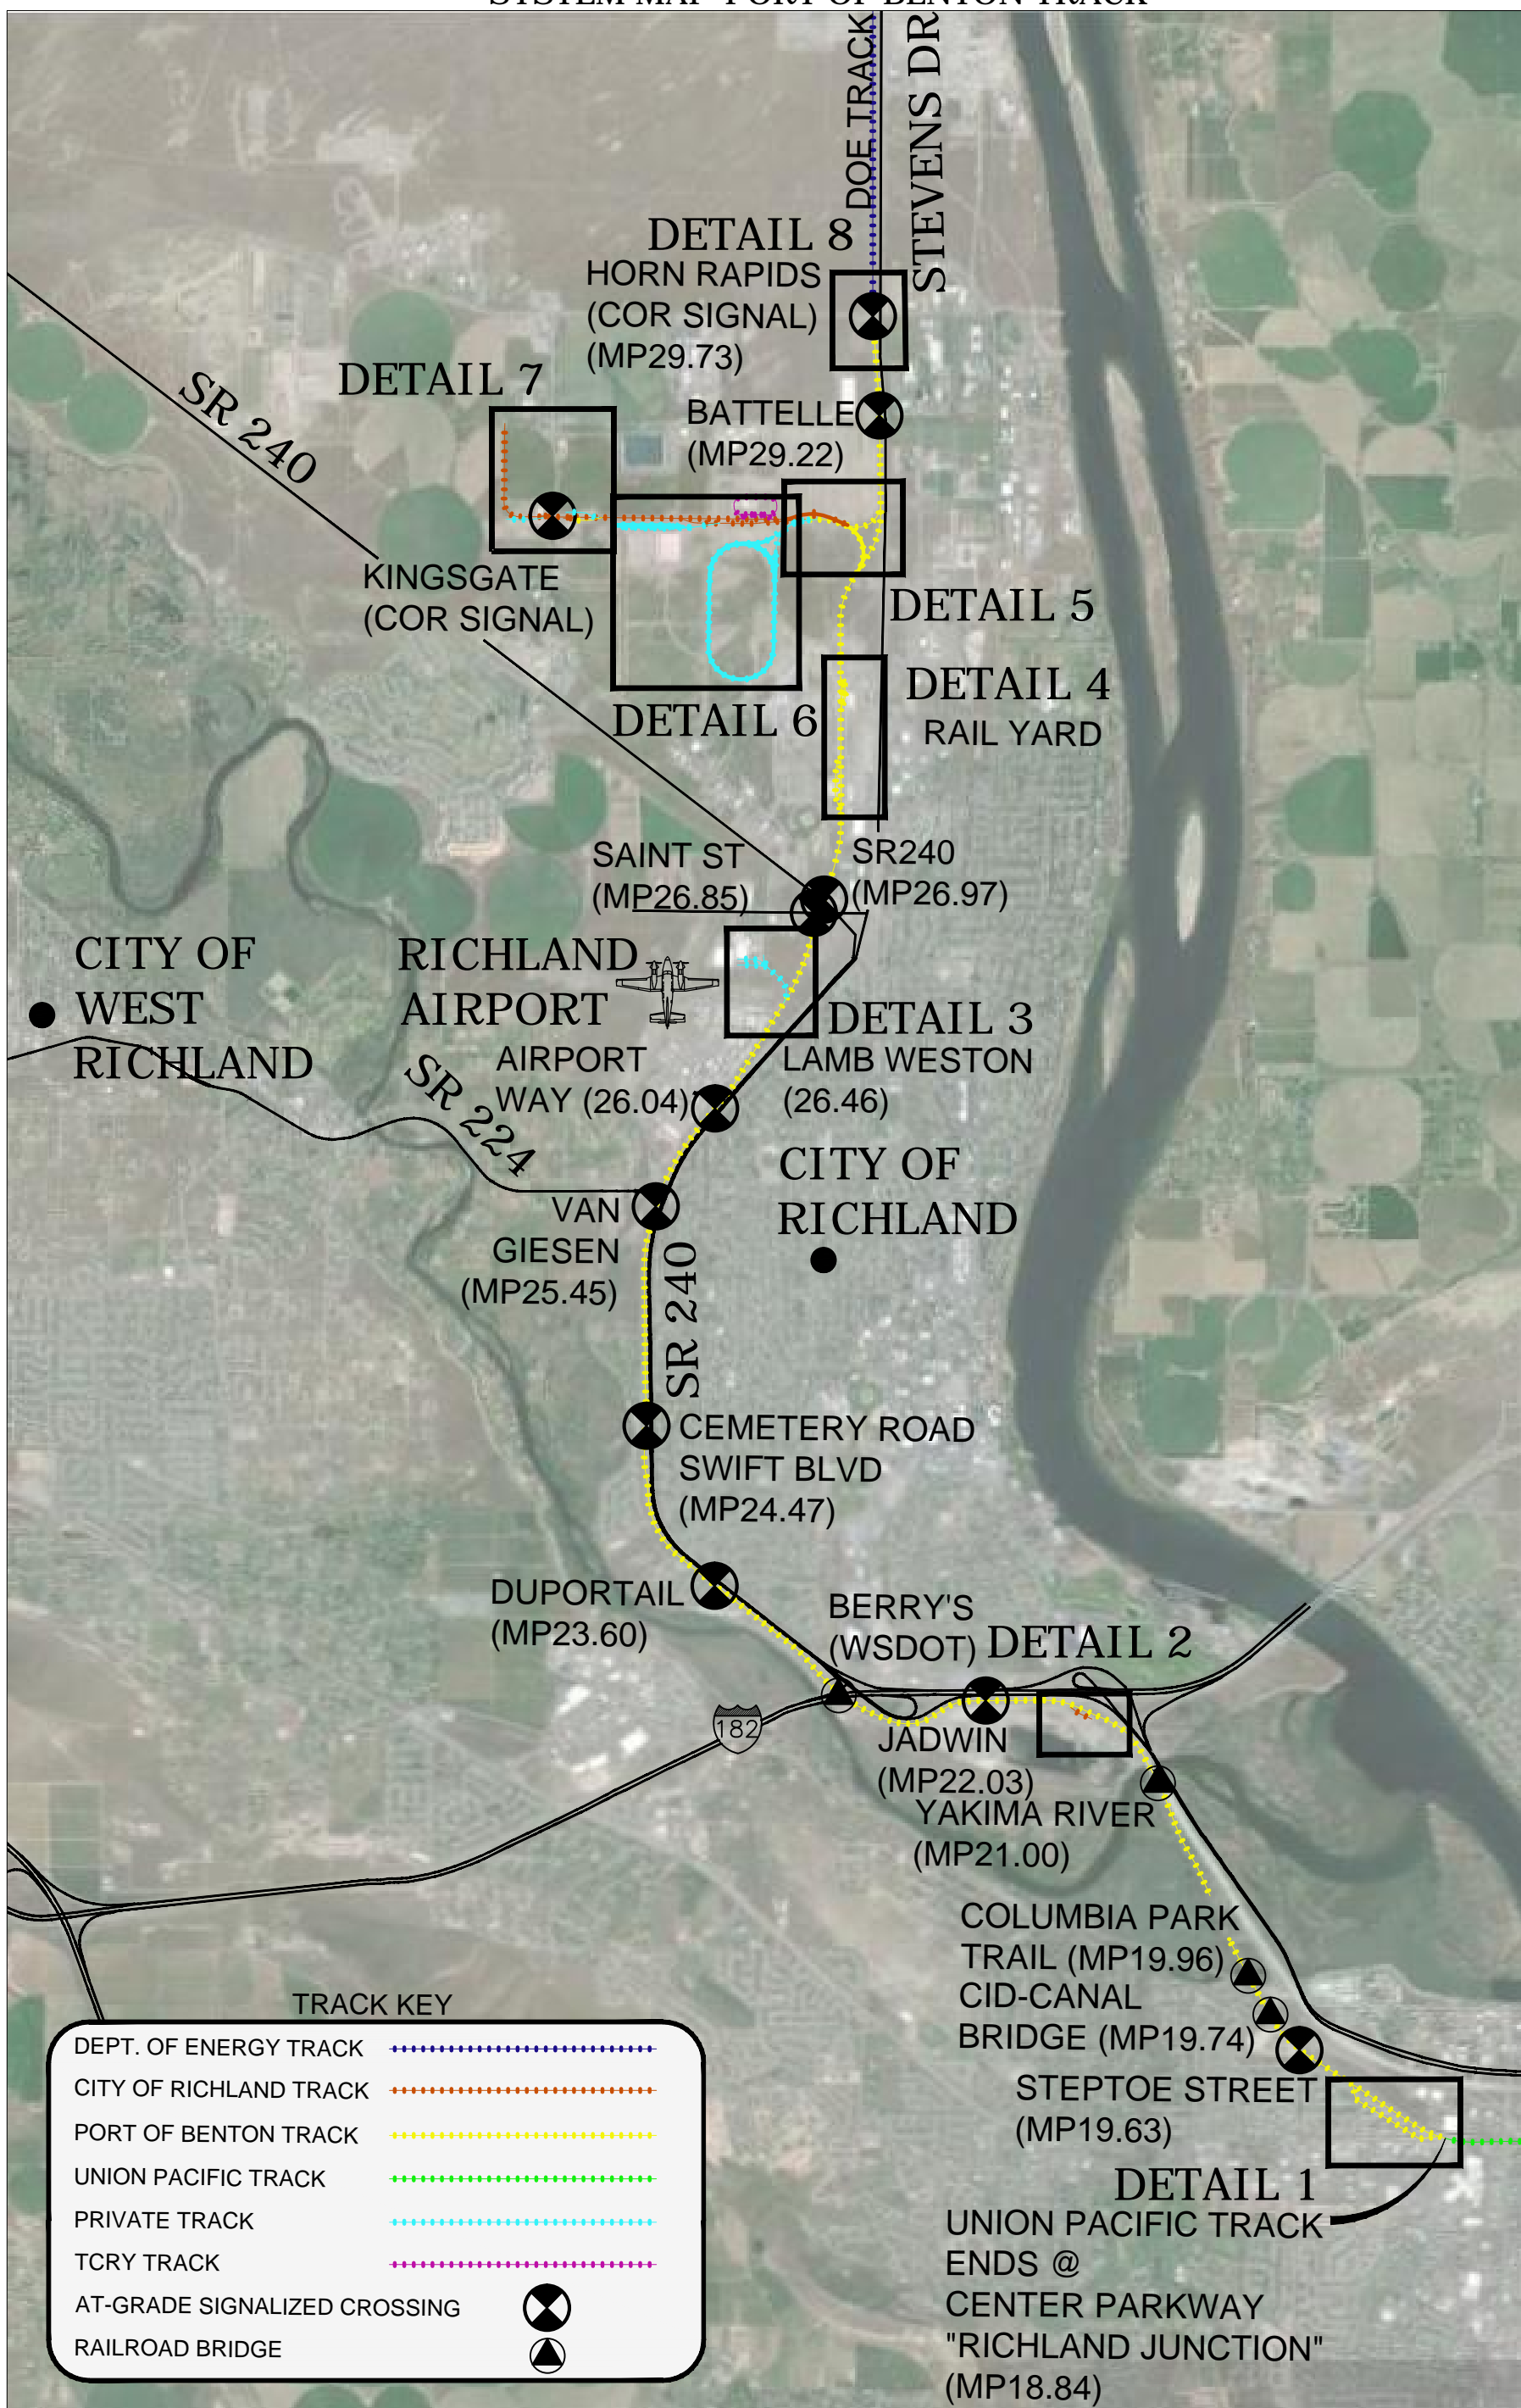 SYSTEM MAP PORT OF BENTON TRACK
DOE TRACK
STEVENS DR
DETAIL 8
HORN RAPIDS
(COR SIGNAL)
(MP29.73)
DETAIL 7
SR 240
BATTELLE
(MP29.22)
KINGSGATE
(COR SIGNAL)
DETAIL 5
DETAIL 4
RAIL YARD
DETAIL 6
SAINT ST
(MP26.85)
SR240
(MP26.97)
CITY OF
WEST
RICHLAND
RICHLAND
AIRPORT
DETAIL 3
LAMB WESTON
(26.46)
AIRPORT
WAY (26.04)
SR 224
CITY OF
RICHLAND
VAN
GIESEN
(MP25.45)
SR 240
CEMETERY ROAD
SWIFT BLVD
(MP24.47)
DUPORTAIL
(MP23.60)
BERRY'S
(WSDOT)
DETAIL 2
182
JADWIN
(MP22.03)
YAKIMA RIVER
(MP21.00)
COLUMBIA PARK
TRAIL (MP19.96)
CID-CANAL
BRIDGE (MP19.74)
STEPTOE STREET
(MP19.63)
DETAIL 1
UNION PACIFIC TRACK
ENDS @
CENTER PARKWAY
"RICHLAND JUNCTION"
(MP18.84)
TRACK KEY
DEPT. OF ENERGY TRACK
CITY OF RICHLAND TRACK
PORT OF BENTON TRACK
UNION PACIFIC TRACK
PRIVATE TRACK
TCRY TRACK
AT-GRADE SIGNALIZED CROSSING
RAILROAD BRIDGE